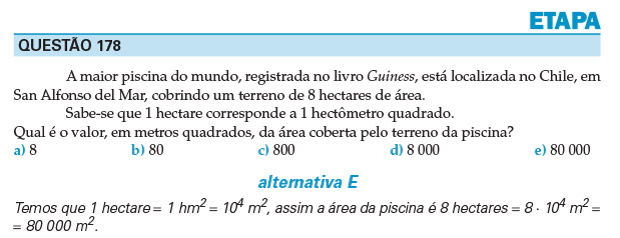 ETAPA
QUESTÃO 178
A maior piscina do mundo, registrada no livro Guiness, está localizada no Chile, em
San Alfonso del Mar, cobrindo um terreno de 8 hectares de área.
Sabe-se que 1 hectare corresponde a 1 hectômetro quadrado.
Qual é o valor, em metros quadrados, da área coberta pelo terreno da piscina?
a) 8 b) 80 c) 800 d) 8 000 e) 80 000
alternativa E
Temos que 1 hectare = 1 hm² = 10⁴ m², assim a área da piscina é 8 hectares = 8 · 10⁴ m² =
= 80 000 m².